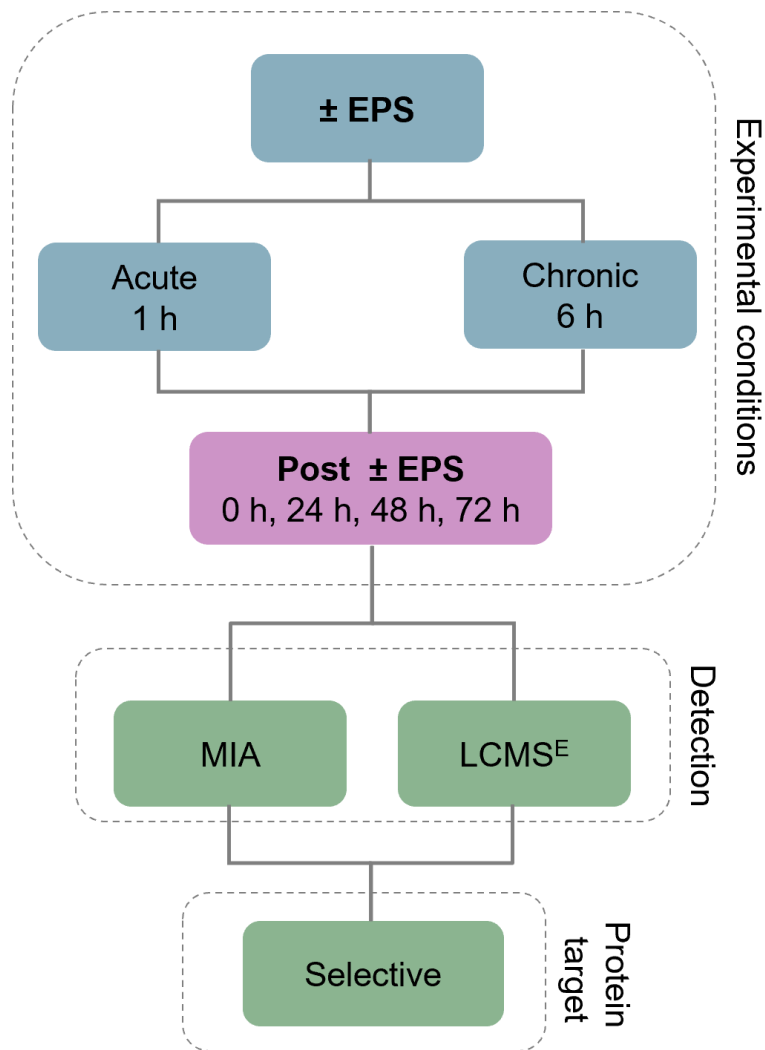 ± EPS
Acute
1 h
Chronic
6 h
Post ± EPS
0 h, 24 h, 48 h, 72 h
Experimental conditions
MIA
LCMSᴱ
Detection
Selective
Protein
target